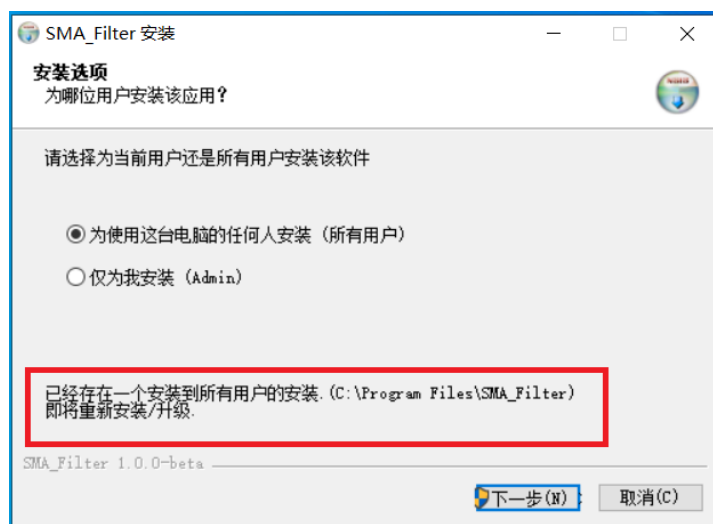 SMA_Filter 安装
安装选项
为哪位用户安装该应用?
请选择为当前用户还是所有用户安装该软件
为使用这台电脑的任何人安装 (所有用户)
仅为我安装 (Admin)
已经存在一个安装到所有用户的安装.(C:\Program Files\SMA_Filter)
即将重新安装/升级.
SMA_Filter 1.0.0-beta
下一步(N)
取消(C)